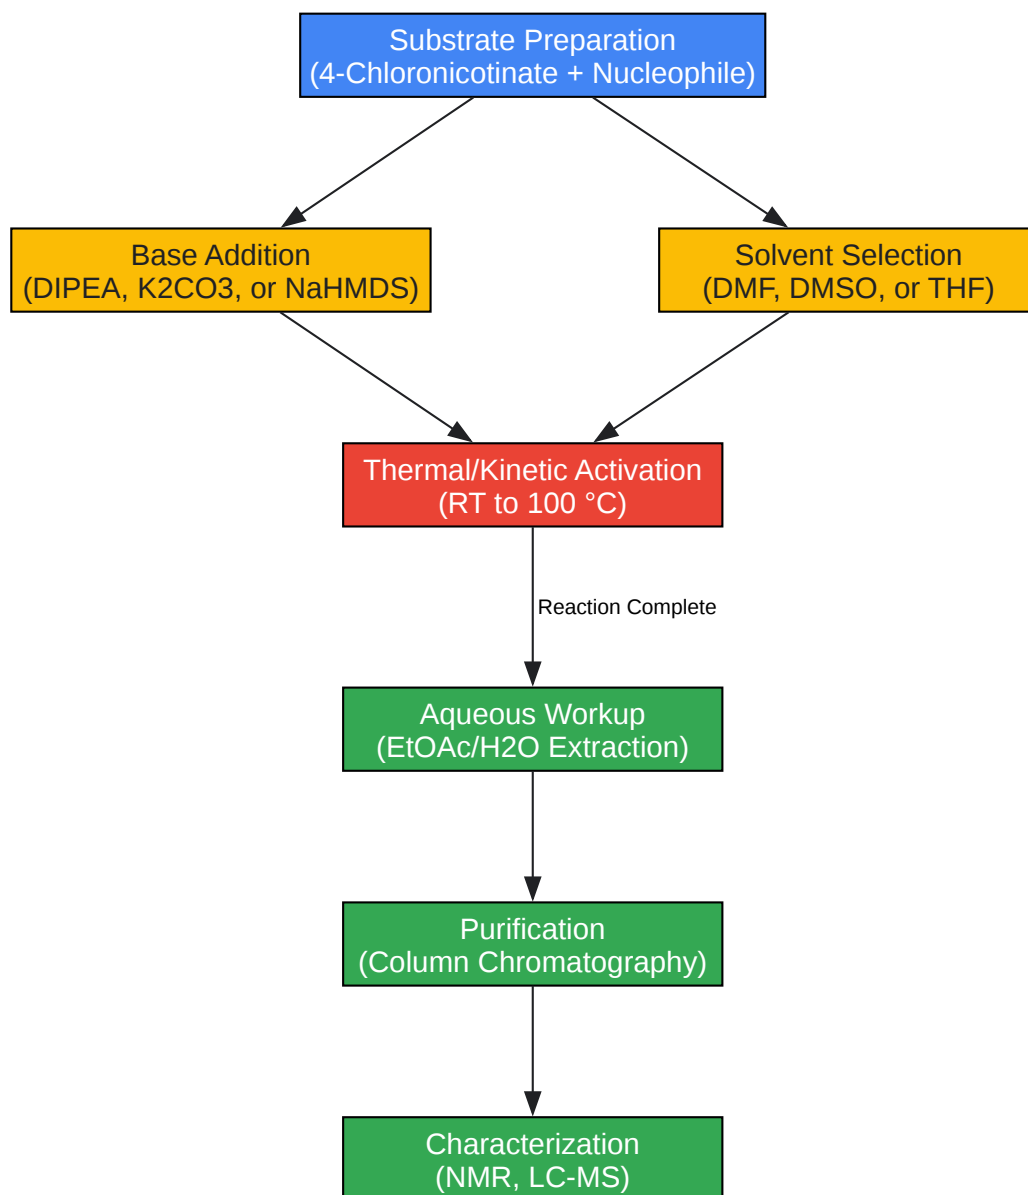 Substrate Preparation
(4-Chloronicotinate + Nucleophile)
Base Addition
(DIPEA, K2CO3, or NaHMDS)
Solvent Selection
(DMF, DMSO, or THF)
Thermal/Kinetic Activation
(RT to 100 °C)
Reaction Complete
Aqueous Workup
(EtOAc/H2O Extraction)
Purification
(Column Chromatography)
Characterization
(NMR, LC-MS)